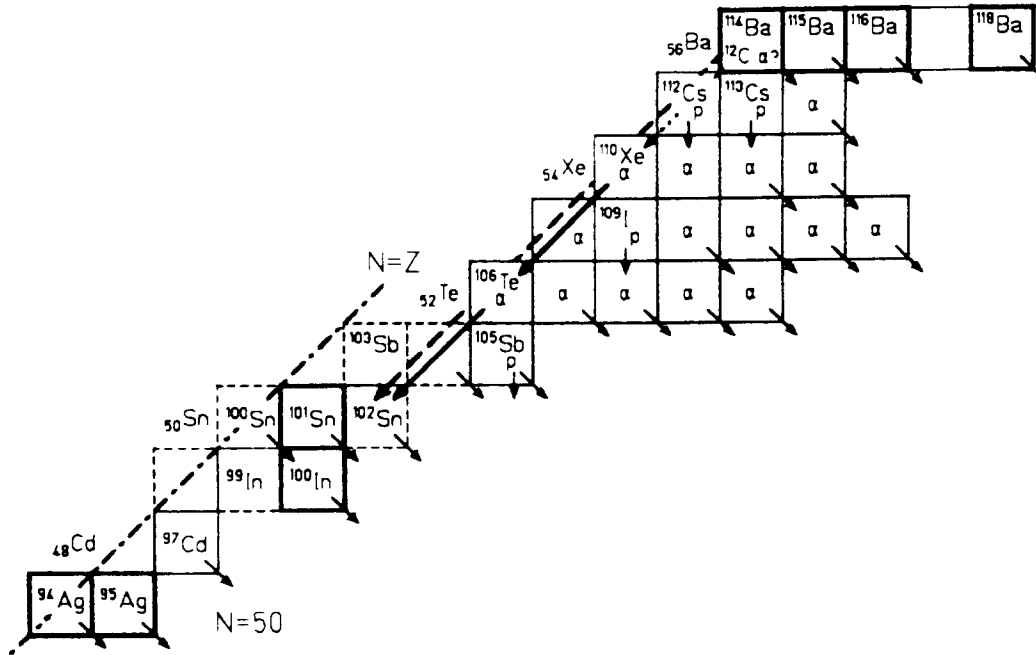 ¹¹⁴Ba ¹¹⁵Ba ¹¹⁶Ba ¹¹⁸Ba
₅₆Ba ¹²C α?
¹¹²Cs ¹¹³Cs α
p p
₅₄Xe ¹¹⁰Xe α α α
α
α ¹⁰⁹I p α α α α
N=Z
₅₂Te ¹⁰⁶Te α α α α α
¹⁰³Sb ¹⁰⁵Sb
p
₅₀Sn ¹⁰⁰Sn ¹⁰¹Sn ¹⁰²Sn
⁹⁹In ¹⁰⁰In
₄₈Cd ⁹⁷Cd
⁹⁴Ag ⁹⁵Ag
N=50